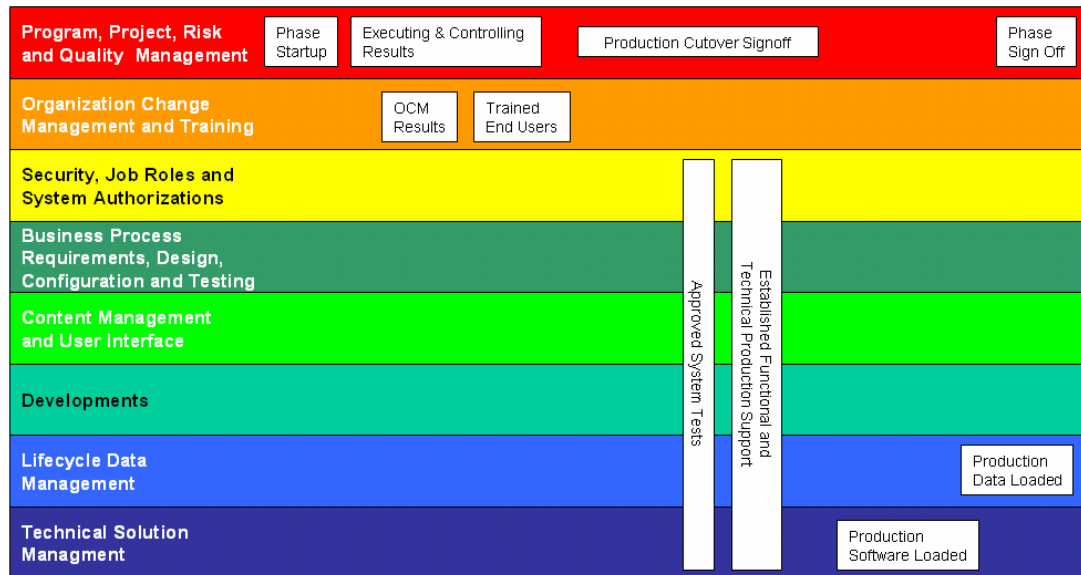 Program, Project, Risk
and Quality Management
Phase
Startup
Executing & Controlling
Results
Production Cutover Signoff
Phase
Sign Off
Organization Change
Management and Training
OCM
Results
Trained
End Users
Security, Job Roles and
System Authorizations
Business Process
Requirements, Design,
Configuration and Testing
Content Management
and User Interface
Developments
Approved System Tests
Established Functional and
Technical Production Support
Lifecycle Data
Management
Production
Data Loaded
Technical Solution
Managment
Production
Software Loaded